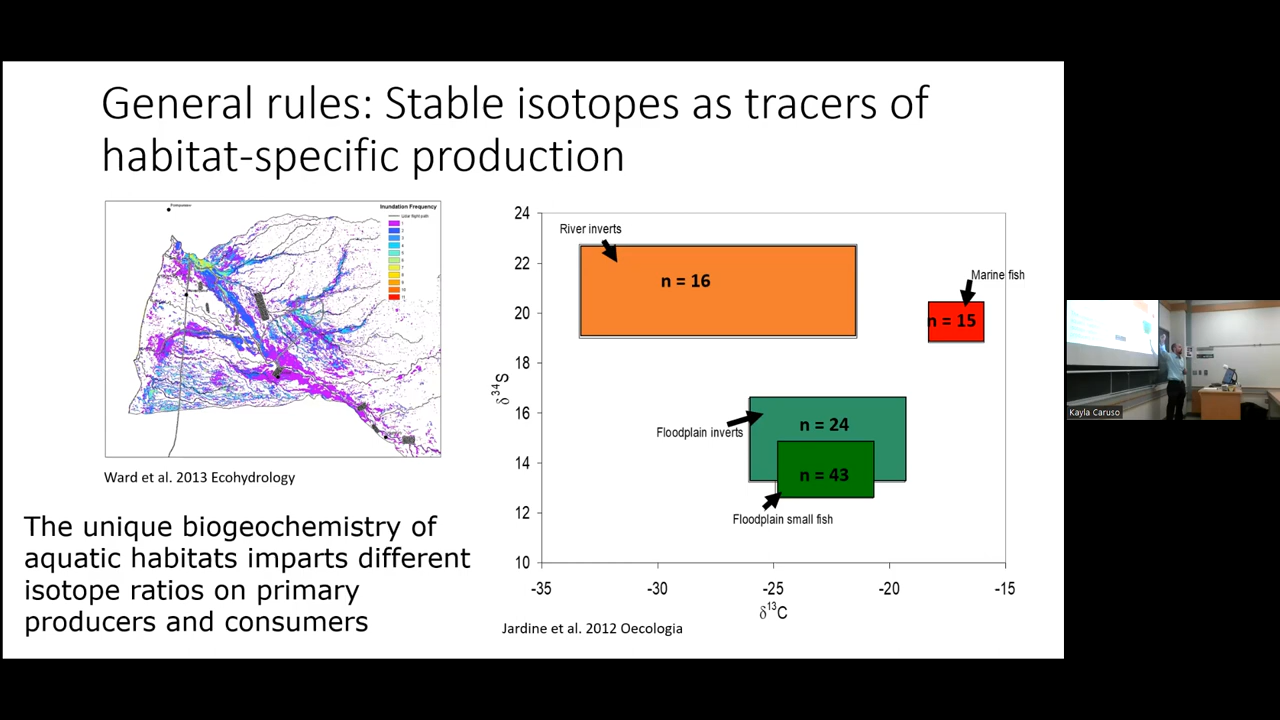 General rules: Stable isotopes as tracers of
habitat-specific production
Inundation Frequency
Ward et al. 2013 Ecohydrology
The unique biogeochemistry of
aquatic habitats imparts different
isotope ratios on primary
producers and consumers
24
22
20
18
16
14
12
10
δ34S
River inverts
n = 16
Marine fish
n = 15
Floodplain inverts
n = 24
n = 43
Floodplain small fish
-35
-30
-25
-20
-15
δ13C
Jardine et al. 2012 Oecologia
Kayla Caruso